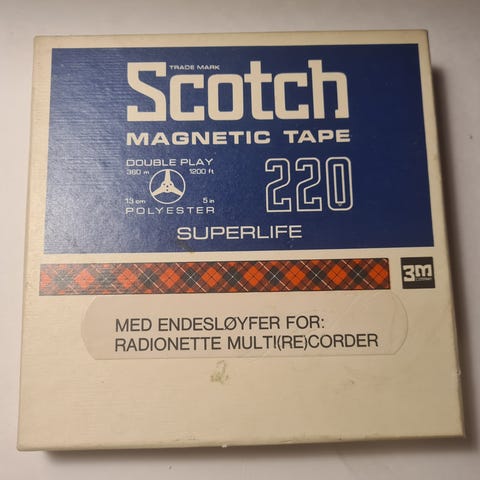 TRADE MARK
Scotch
MAGNETIC TAPE
DOUBLE PLAY
360 m 1200 ft
220
13 cm 5 in
POLYESTER
SUPERLIFE
3m
COMPANY
MED ENDESLØYFER FOR:
RADIONETTE MULTI(RE)CORDER